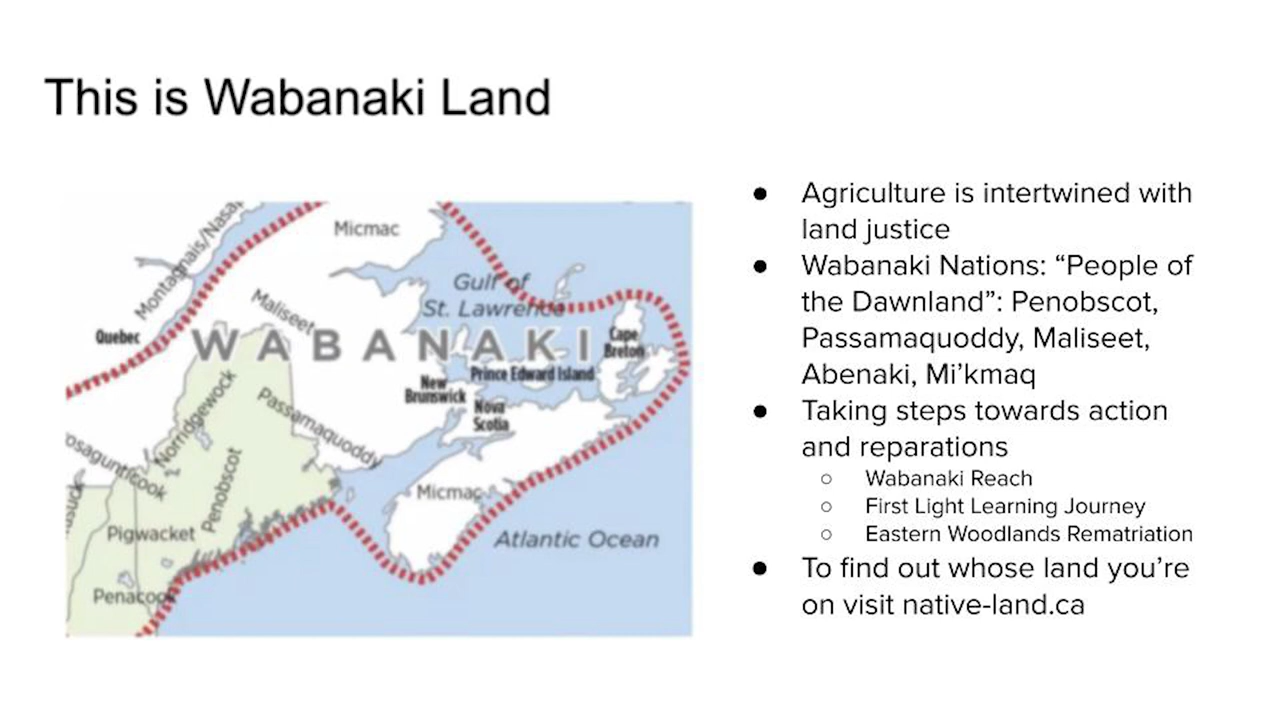 This is Wabanaki Land
Micmac
Gulf of
St. Lawrence
Maliseet
Quebec
WABANAKI
Cape
Breton
Prince Edward Island
New
Brunswick
Nova
Scotia
Norridgewock
Passamaquoddy
Penobscot
Micmac
Pigwacket
Atlantic Ocean
Penacook
● Agriculture is intertwined with
land justice
● Wabanaki Nations: “People of
the Dawnland”: Penobscot,
Passamaquoddy, Maliseet,
Abenaki, Mi’kmaq
● Taking steps towards action
and reparations
○ Wabanaki Reach
○ First Light Learning Journey
○ Eastern Woodlands Rematriation
● To find out whose land you’re
on visit native-land.ca